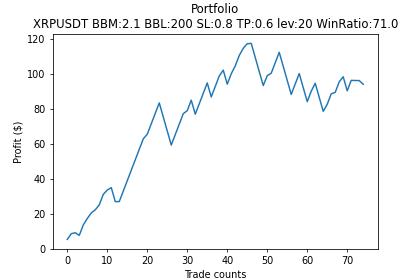 Portfolio
XRPUSDT BBM:2.1 BBL:200 SL:0.8 TP:0.6 lev:20 WinRatio:71.0
120
100
80
60
40
20
0
Profit ($)
0 10 20 30 40 50 60 70
Trade counts